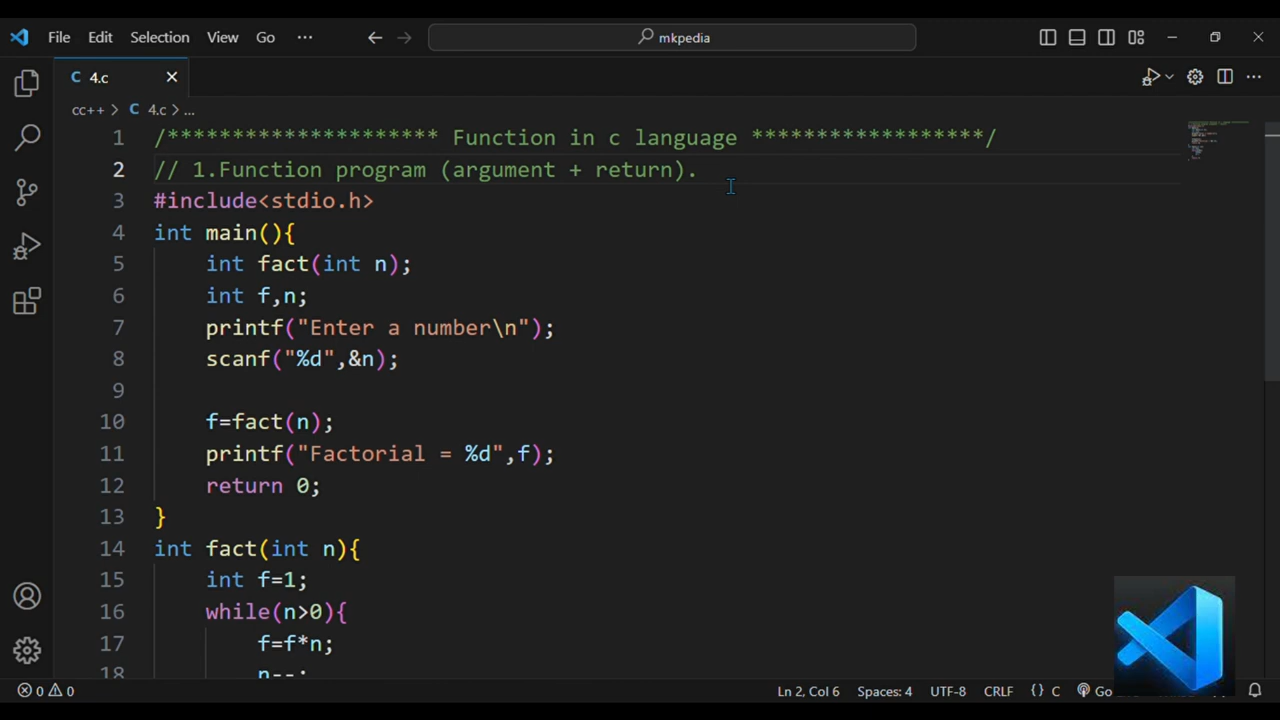 File Edit Selection View Go ··· mkpedia
C 4.c
cc++ > C 4.c > ...
1 /********************* Function in c language ******************/
2 // 1.Function program (argument + return).
3 #include<stdio.h>
4 int main(){
5 int fact(int n);
6 int f,n;
7 printf("Enter a number\n");
8 scanf("%d",&n);
9
10 f=fact(n);
11 printf("Factorial = %d",f);
12 return 0;
13 }
14 int fact(int n){
15 int f=1;
16 while(n>0){
17 f=f*n;
18 n--;
0 0 Ln 2, Col 6 Spaces: 4 UTF-8 CRLF {} C Go